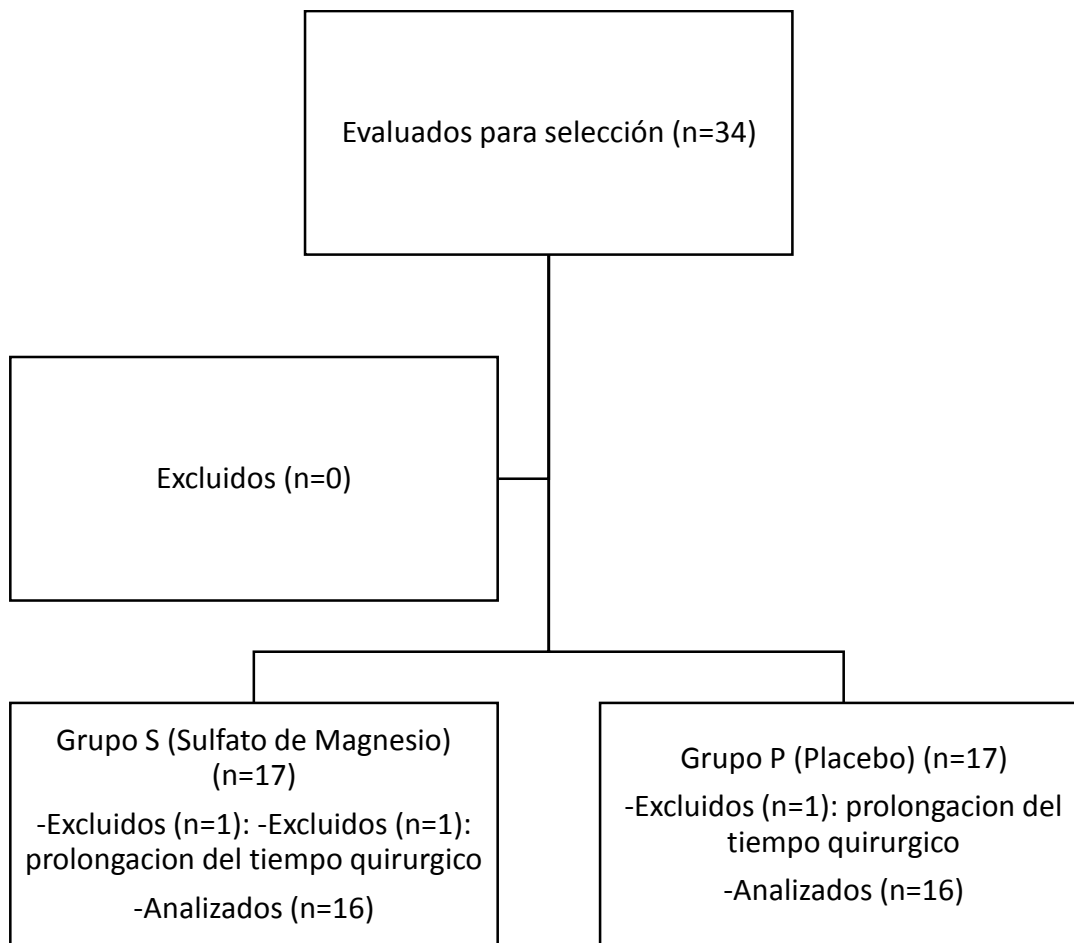 Evaluados para selección (n=34)
Excluidos (n=0)
Grupo S (Sulfato de Magnesio)
(n=17)
-Excluidos (n=1): -Excluidos (n=1):
prolongacion del tiempo quirurgico
-Analizados (n=16)
Grupo P (Placebo) (n=17)
-Excluidos (n=1): prolongacion del
tiempo quirurgico
-Analizados (n=16)